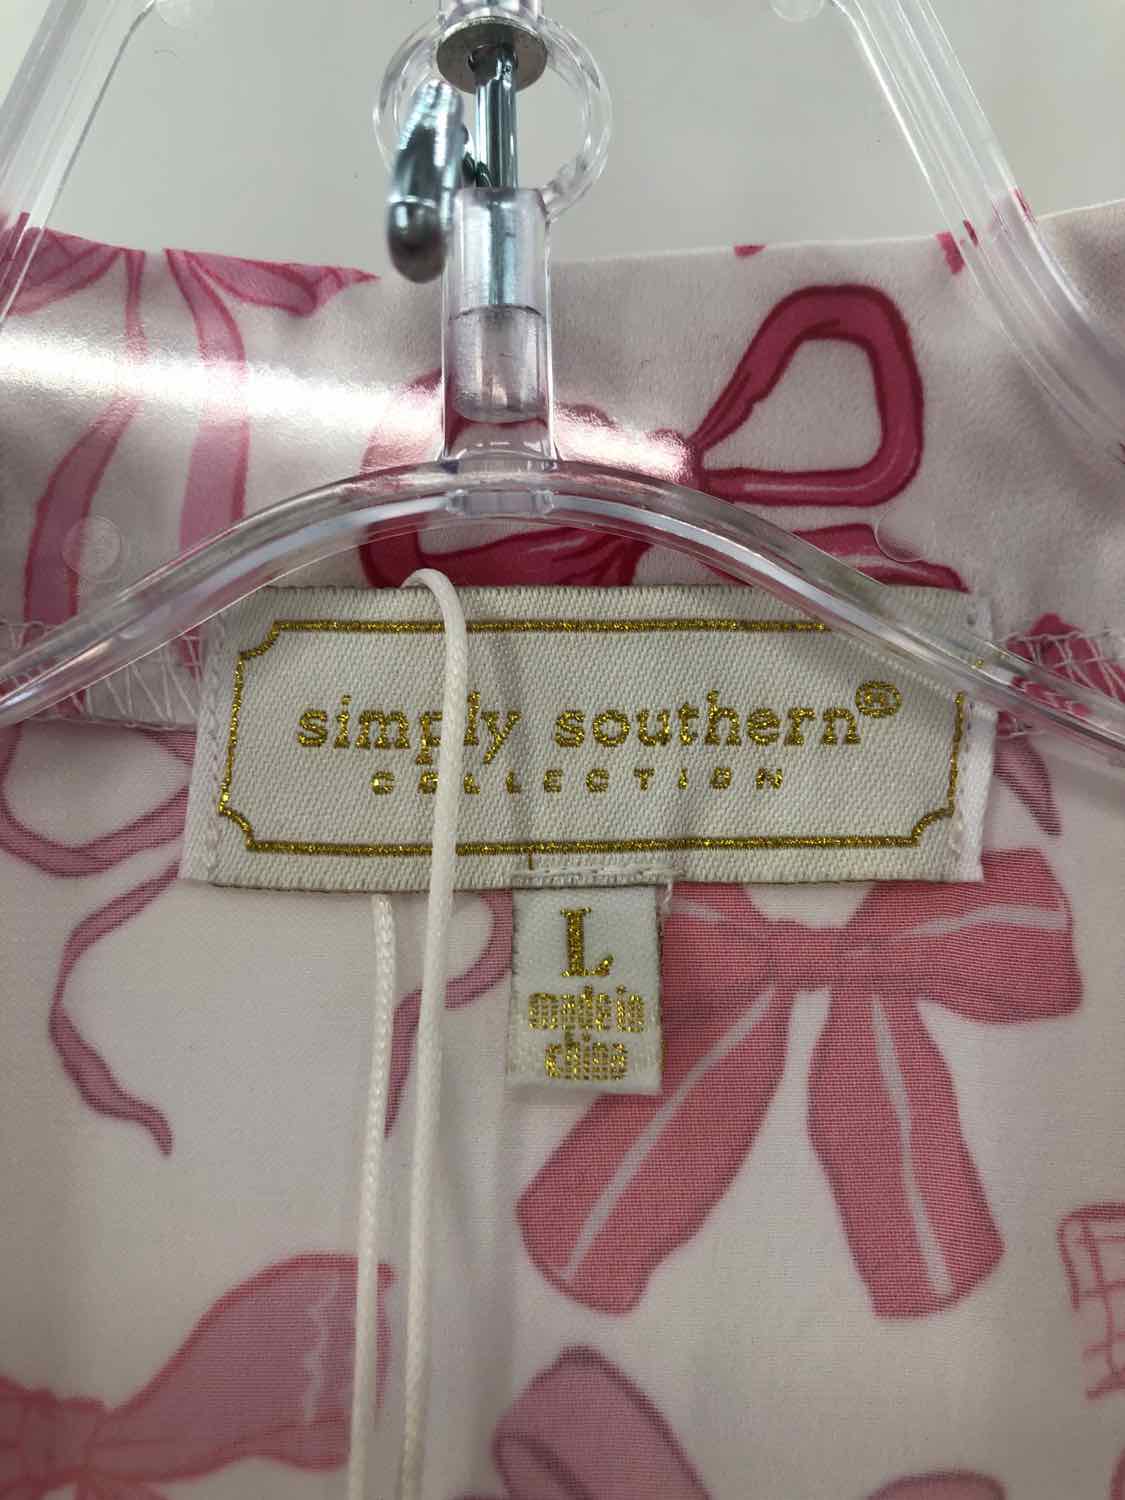 simply southern®
COLLECTION
L
made in
china